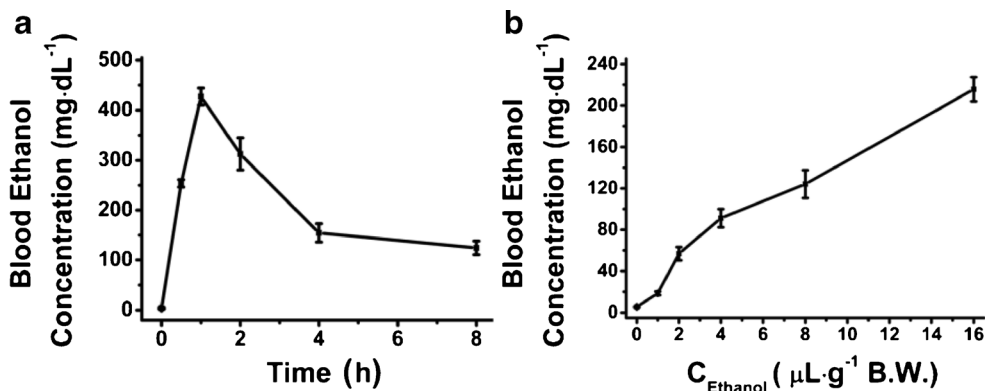 a
Blood Ethanol
Concentration (mg·dL⁻¹)
500
400
300
200
100
0
0 2 4 6 8
Time (h)
b
Blood Ethanol
Concentration (mg·dL⁻¹)
240
200
160
120
80
40
0
0 2 4 6 8 10 12 14 16
C_Ethanol ( μL·g⁻¹ B.W.)